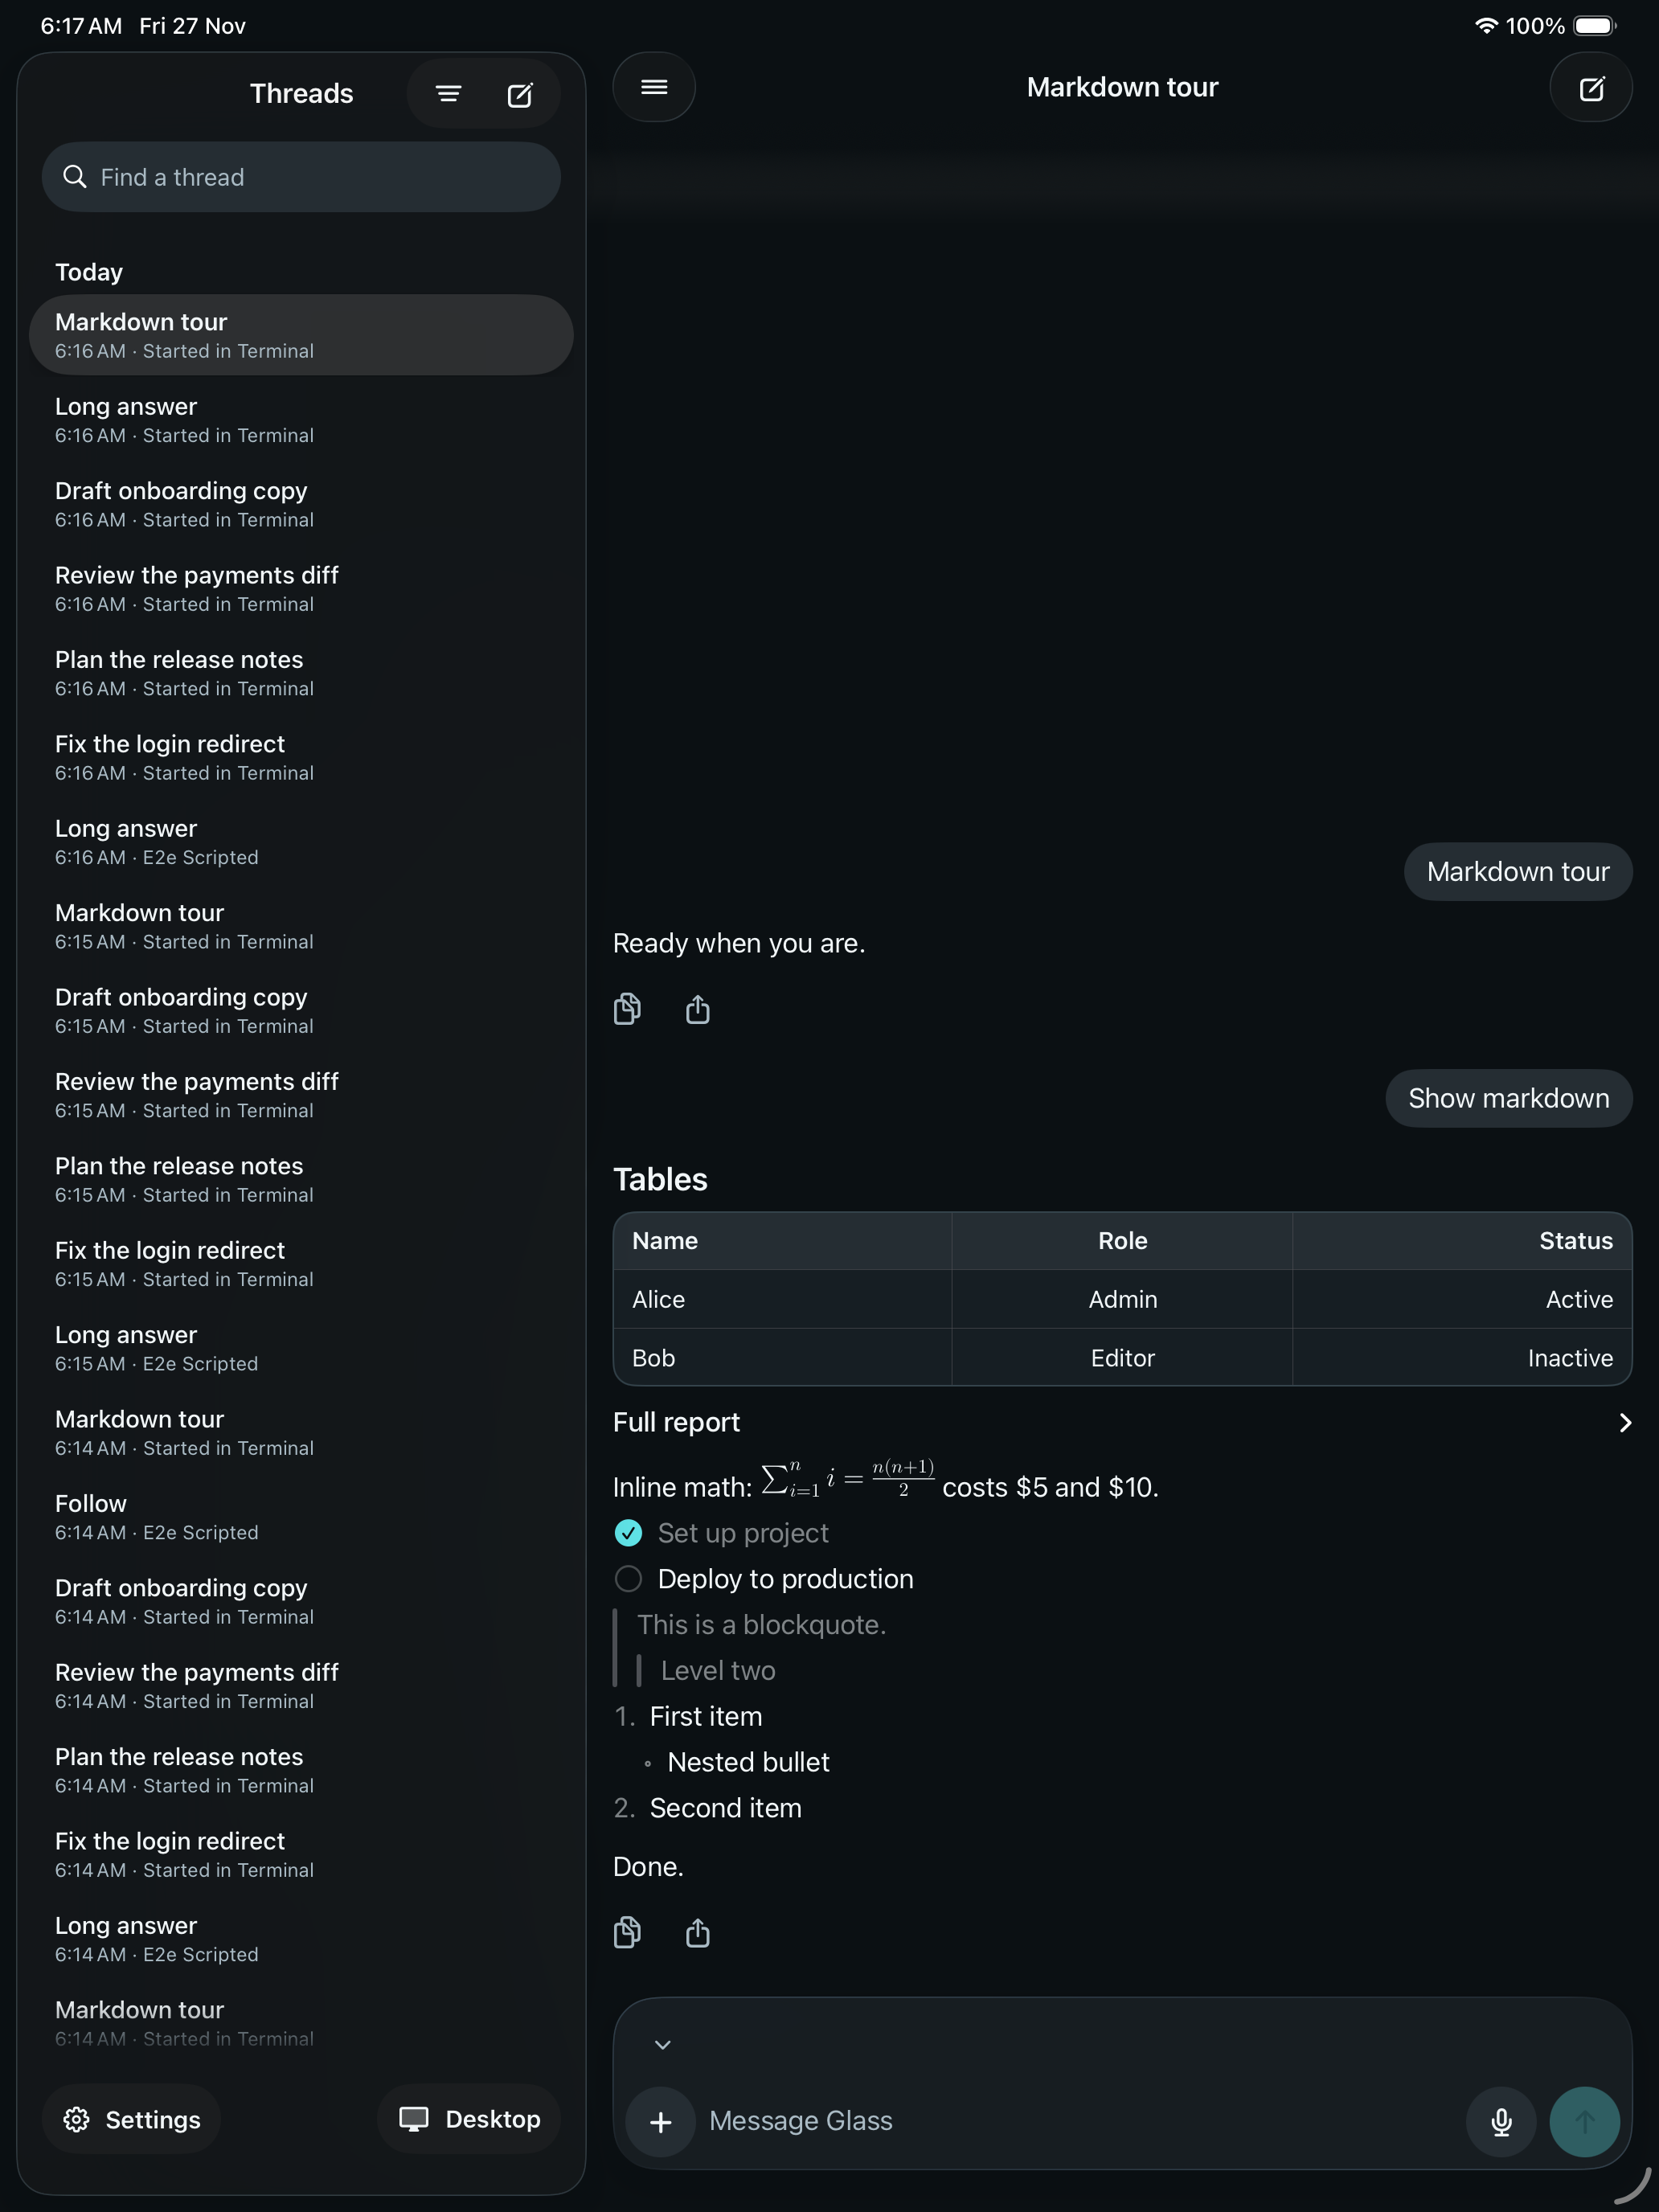 6:17 AM Fri 27 Nov
100%
Threads
Find a thread
Today
Markdown tour
6:16 AM · Started in Terminal
Long answer
6:16 AM · Started in Terminal
Draft onboarding copy
6:16 AM · Started in Terminal
Review the payments diff
6:16 AM · Started in Terminal
Plan the release notes
6:16 AM · Started in Terminal
Fix the login redirect
6:16 AM · Started in Terminal
Long answer
6:16 AM · E2e Scripted
Markdown tour
6:15 AM · Started in Terminal
Draft onboarding copy
6:15 AM · Started in Terminal
Review the payments diff
6:15 AM · Started in Terminal
Plan the release notes
6:15 AM · Started in Terminal
Fix the login redirect
6:15 AM · Started in Terminal
Long answer
6:15 AM · E2e Scripted
Markdown tour
6:14 AM · Started in Terminal
Follow
6:14 AM · E2e Scripted
Draft onboarding copy
6:14 AM · Started in Terminal
Review the payments diff
6:14 AM · Started in Terminal
Plan the release notes
6:14 AM · Started in Terminal
Fix the login redirect
6:14 AM · Started in Terminal
Long answer
6:14 AM · E2e Scripted
Markdown tour
6:14 AM · Started in Terminal
Settings
Desktop
Markdown tour
Markdown tour
Ready when you are.
Show markdown
Tables
Name Role Status
Alice Admin Active
Bob Editor Inactive
Full report
Inline math: ∑ⁿᵢ₌₁ i = n(n+1)/2 costs $5 and $10.
Set up project
Deploy to production
This is a blockquote.
Level two
1. First item
◦ Nested bullet
2. Second item
Done.
Message Glass